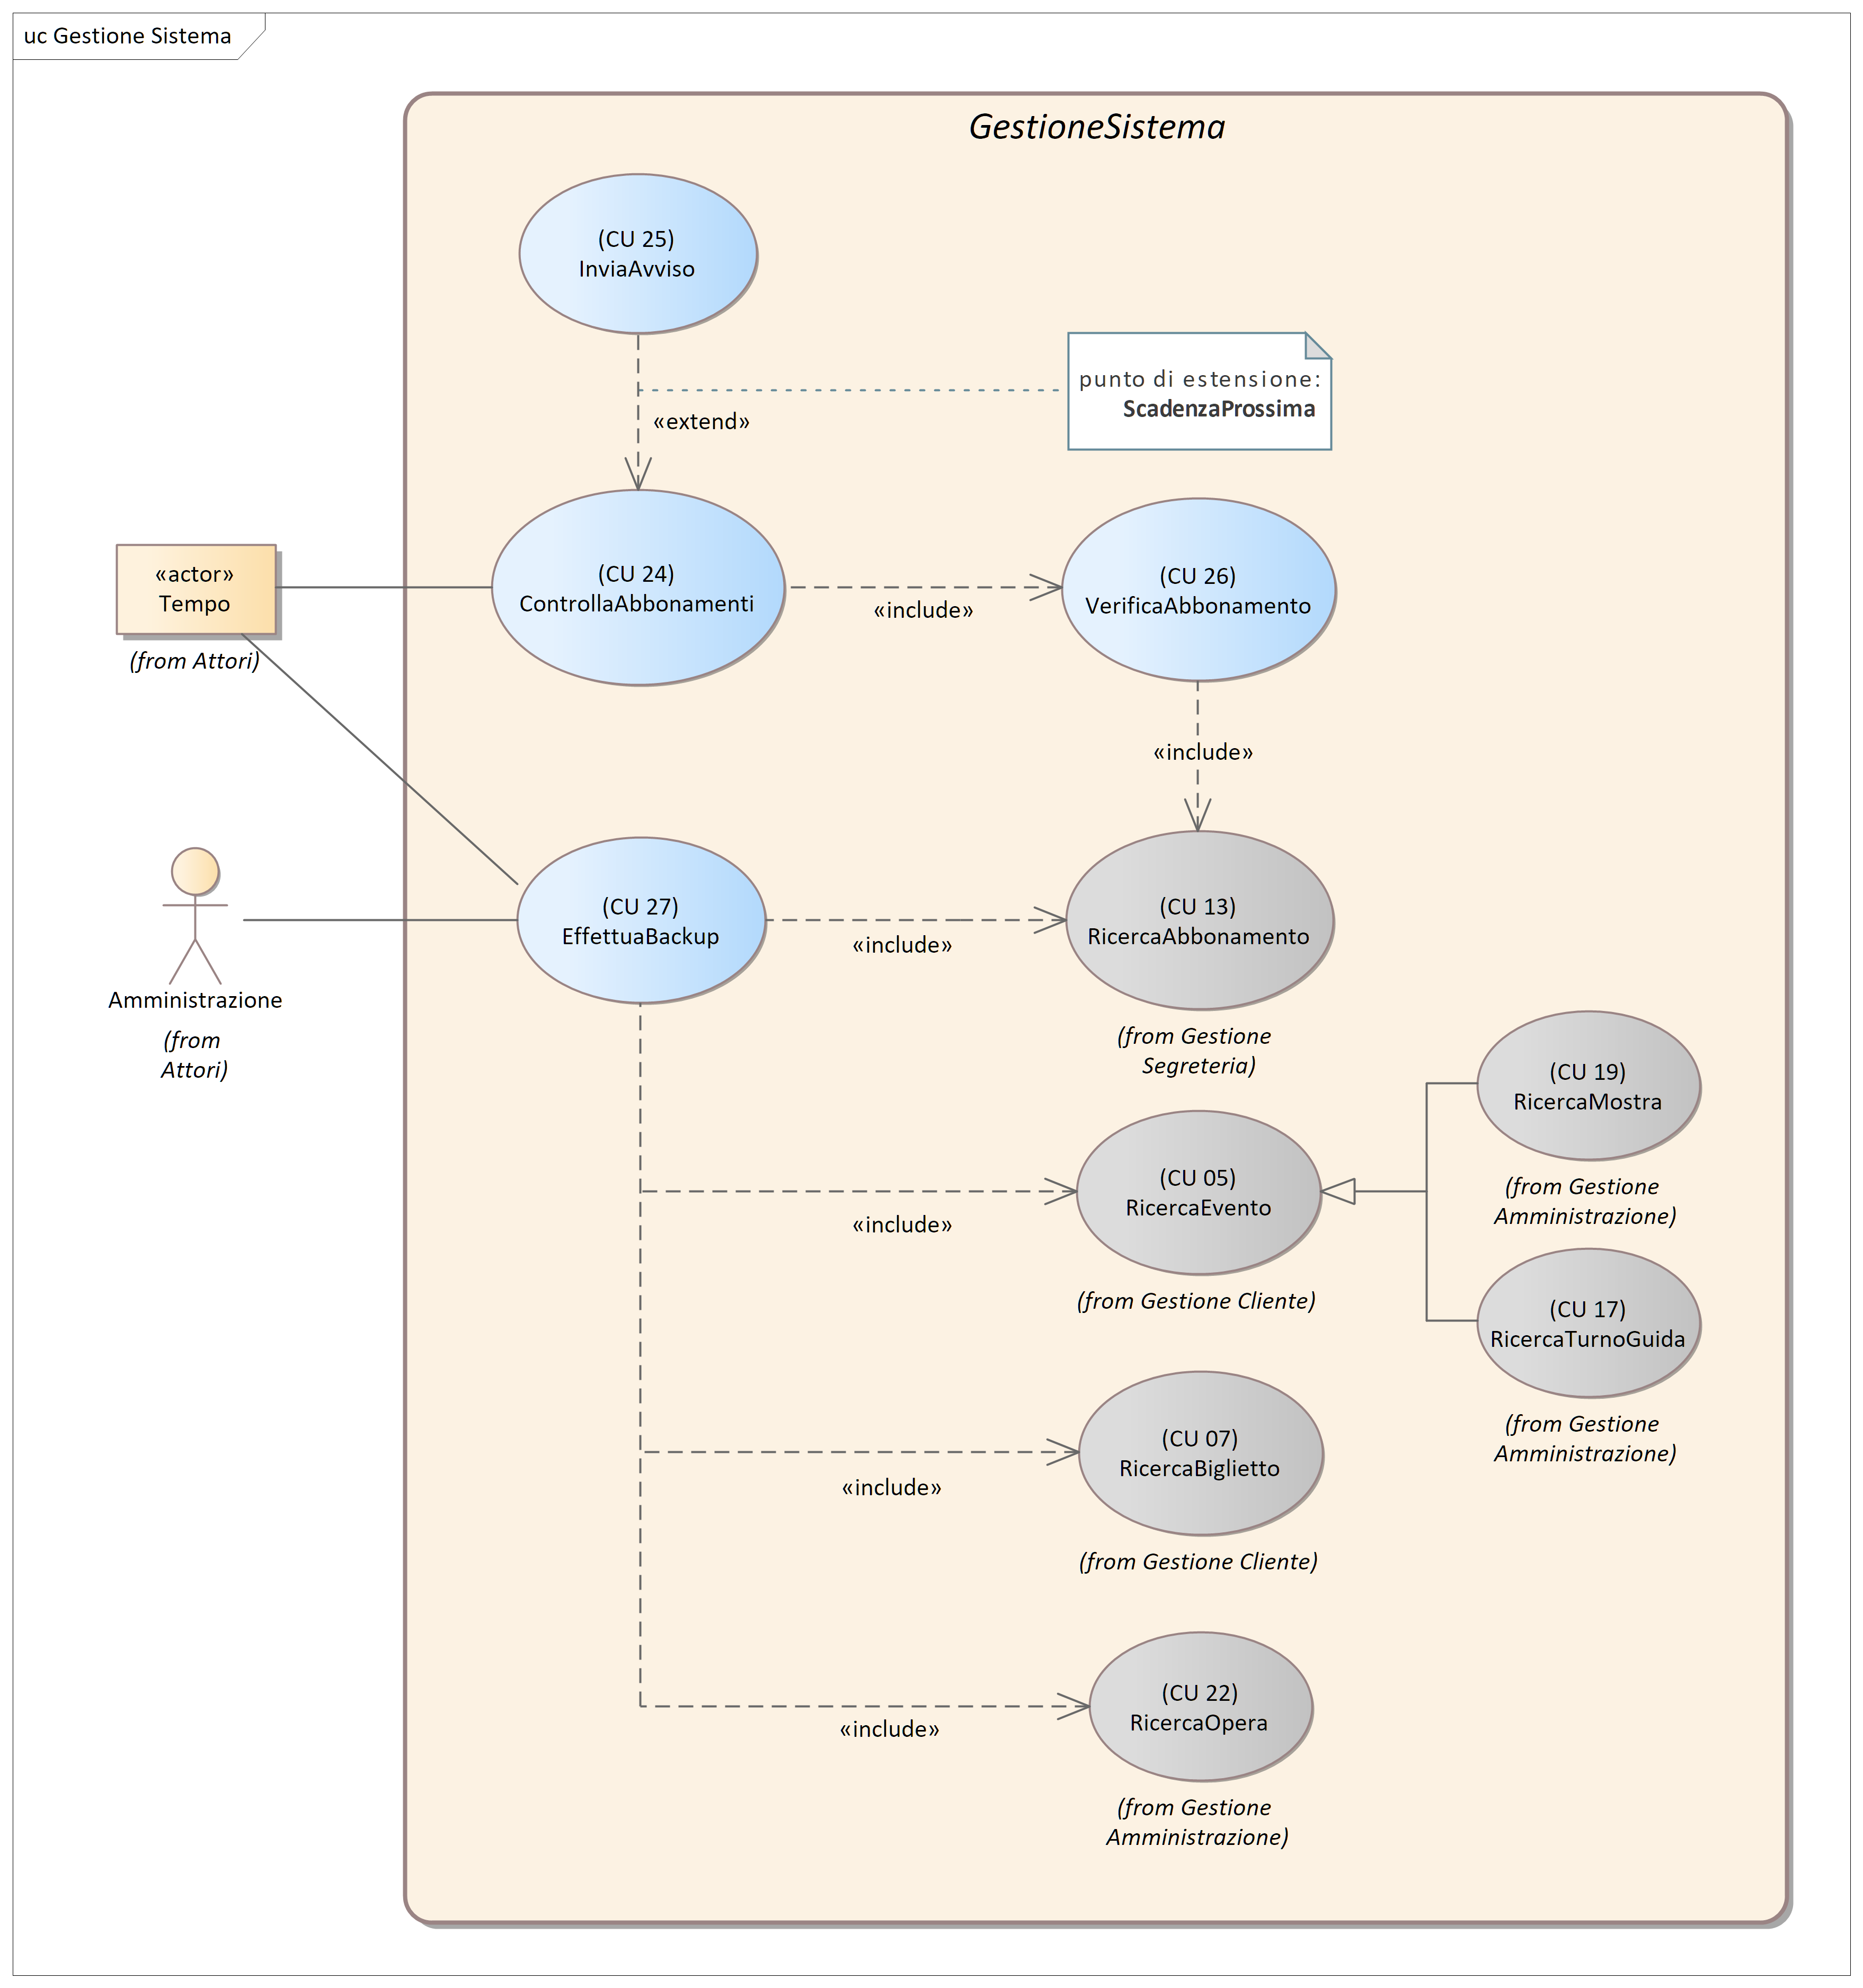 uc Gestione Sistema
GestioneSistema
(CU 25)
InviaAvviso
punto di estensione:
ScadenzaProssima
«extend»
«actor»
Tempo
(from Attori)
(CU 24)
ControllaAbbonamenti
«include»
(CU 26)
VerificaAbbonamento
«include»
Amministrazione
(from
Attori)
(CU 27)
EffettuaBackup
«include»
(CU 13)
RicercaAbbonamento
(from Gestione
Segreteria)
(CU 19)
RicercaMostra
(from Gestione
Amministrazione)
«include»
(CU 05)
RicercaEvento
(from Gestione Cliente)
(CU 17)
RicercaTurnoGuida
(from Gestione
Amministrazione)
«include»
(CU 07)
RicercaBiglietto
(from Gestione Cliente)
«include»
(CU 22)
RicercaOpera
(from Gestione
Amministrazione)